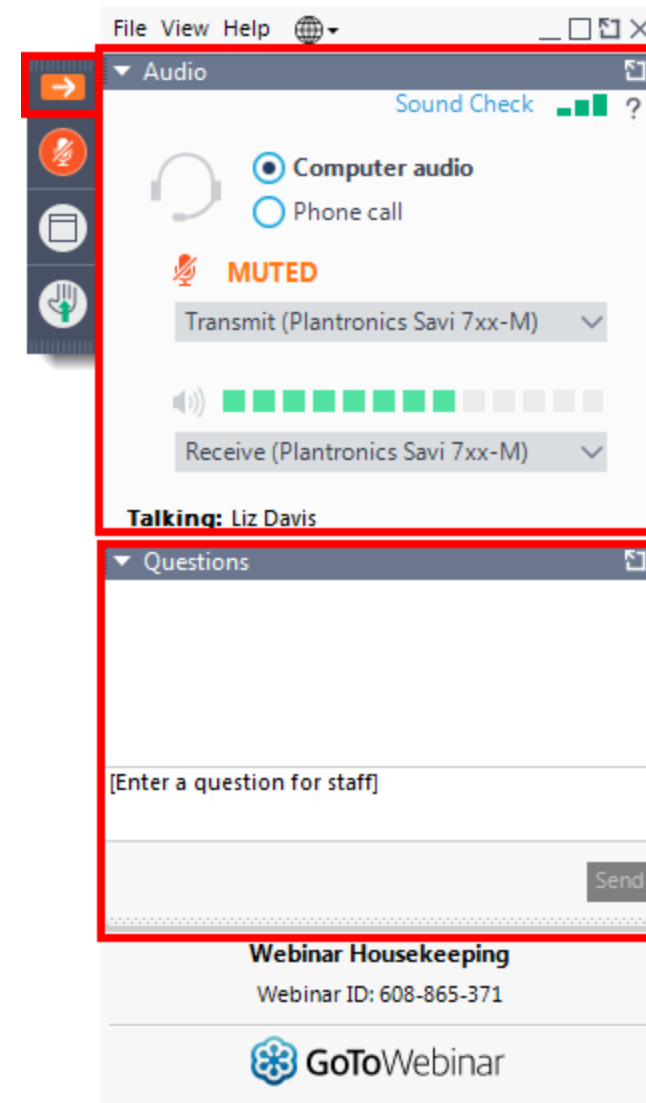 File View Help
Audio
Sound Check ?
Computer audio
Phone call
MUTED
Transmit (Plantronics Savi 7xx-M)
Receive (Plantronics Savi 7xx-M)
Talking: Liz Davis
Questions
[Enter a question for staff]
Send
Webinar Housekeeping
Webinar ID: 608-865-371
GoToWebinar